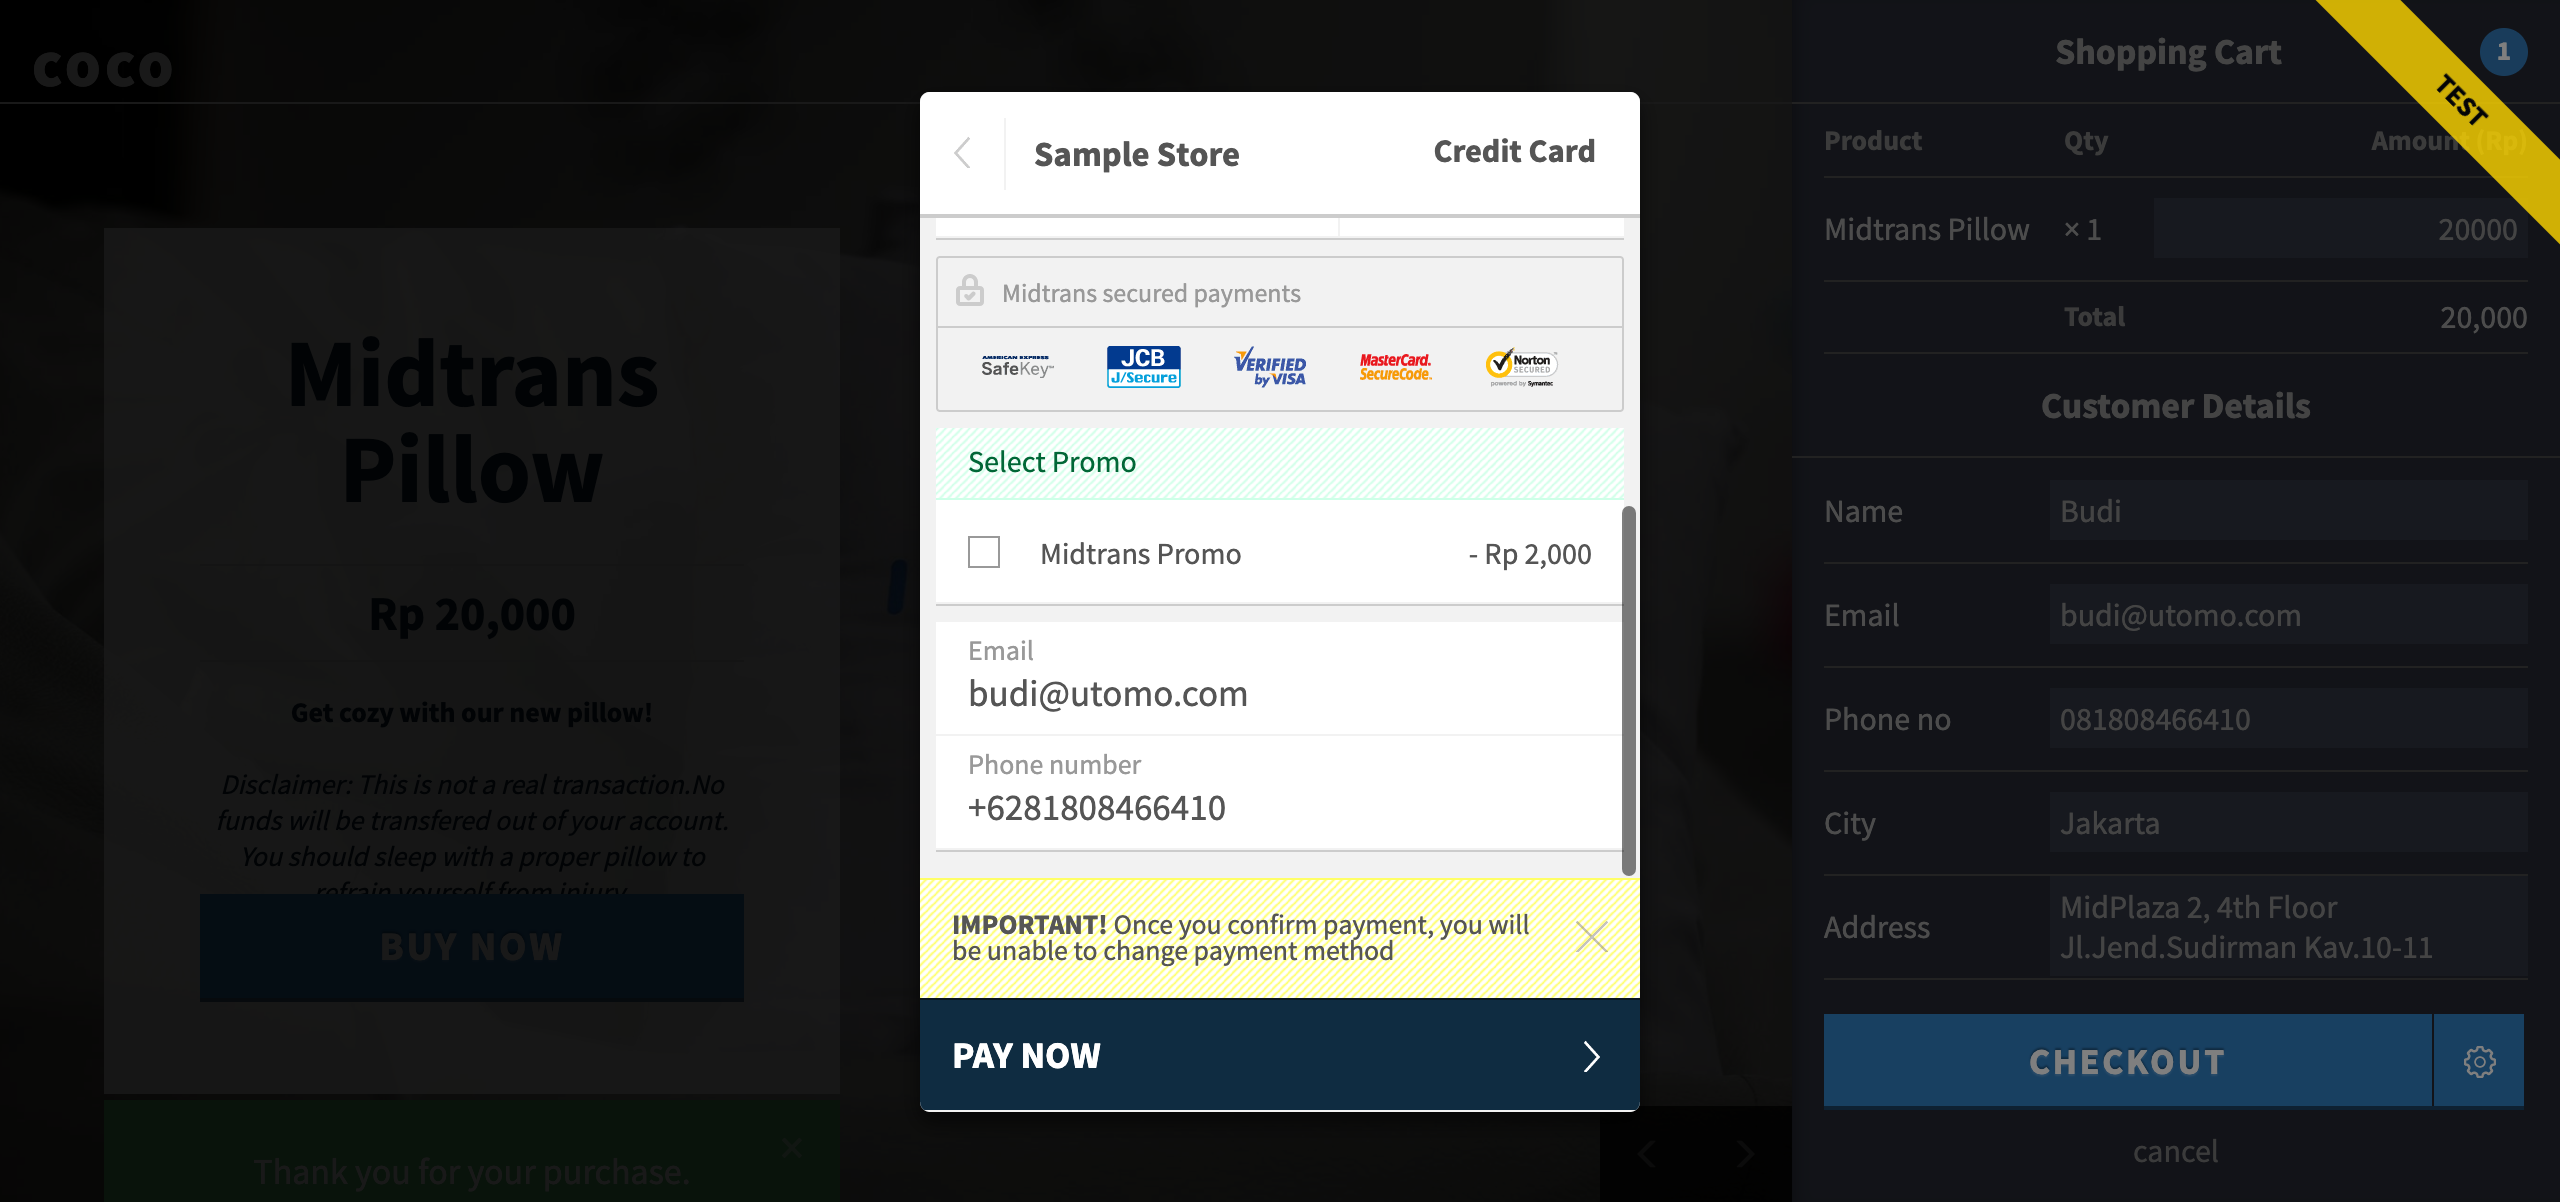 COCO
Midtrans
Pillow
Rp 20,000
Get cozy with our new pillow!
Disclaimer: This is not a real transaction.No
funds will be transfered out of your account.
You should sleep with a proper pillow to
refrain yourself from injury.
BUY NOW
Thank you for your purchase.
Sample Store
Credit Card
Midtrans secured payments
AMERICAN EXPRESS
SafeKey
JCB
J/Secure
VERIFIED
by VISA
MasterCard.
SecureCode.
Norton
SECURED
powered by Symantec
Select Promo
Midtrans Promo - Rp 2,000
Email
budi@utomo.com
Phone number
+6281808466410
IMPORTANT! Once you confirm payment, you will
be unable to change payment method
PAY NOW
Shopping Cart 1
TEST
Product Qty Amount (Rp)
Midtrans Pillow × 1 20000
Total 20,000
Customer Details
Name Budi
Email budi@utomo.com
Phone no 081808466410
City Jakarta
Address MidPlaza 2, 4th Floor
Jl.Jend.Sudirman Kav.10-11
CHECKOUT
cancel